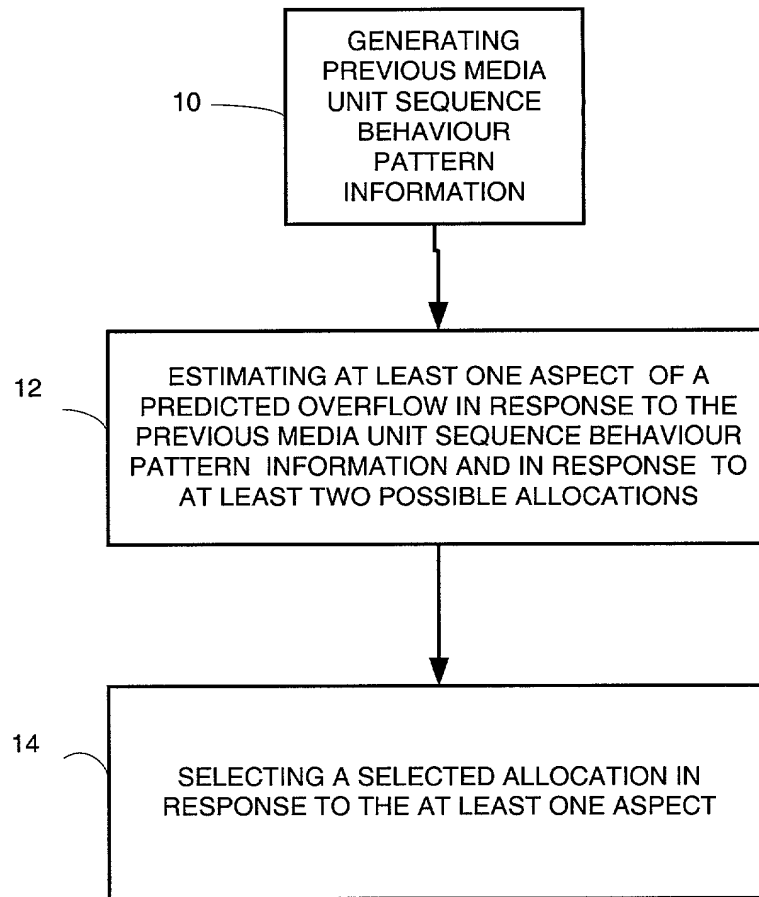 GENERATING
PREVIOUS MEDIA
UNIT SEQUENCE
BEHAVIOUR
PATTERN
INFORMATION
10
12
ESTIMATING AT LEAST ONE ASPECT OF A
PREDICTED OVERFLOW IN RESPONSE TO THE
PREVIOUS MEDIA UNIT SEQUENCE BEHAVIOUR
PATTERN INFORMATION AND IN RESPONSE TO
AT LEAST TWO POSSIBLE ALLOCATIONS
14
SELECTING A SELECTED ALLOCATION IN
RESPONSE TO THE AT LEAST ONE ASPECT